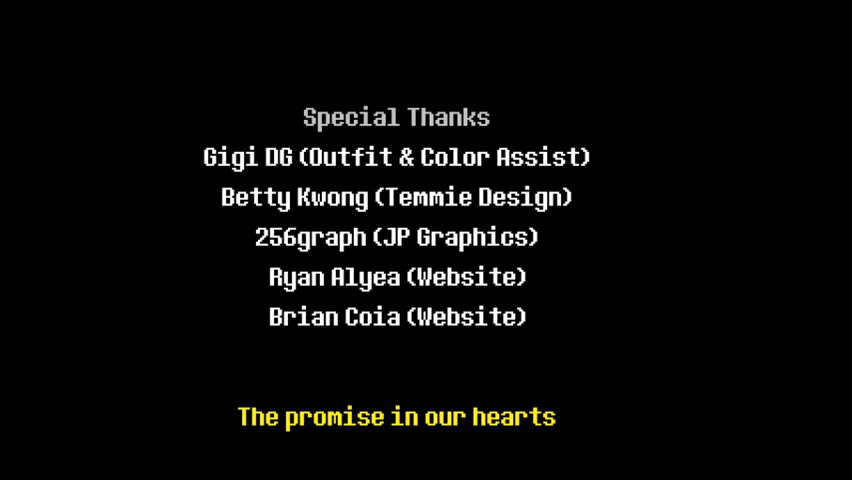 Special Thanks
Gigi DG (Outfit & Color Assist)
Betty Kwong (Temmie Design)
256graph (JP Graphics)
Ryan Alyea (Website)
Brian Coia (Website)
The promise in our hearts